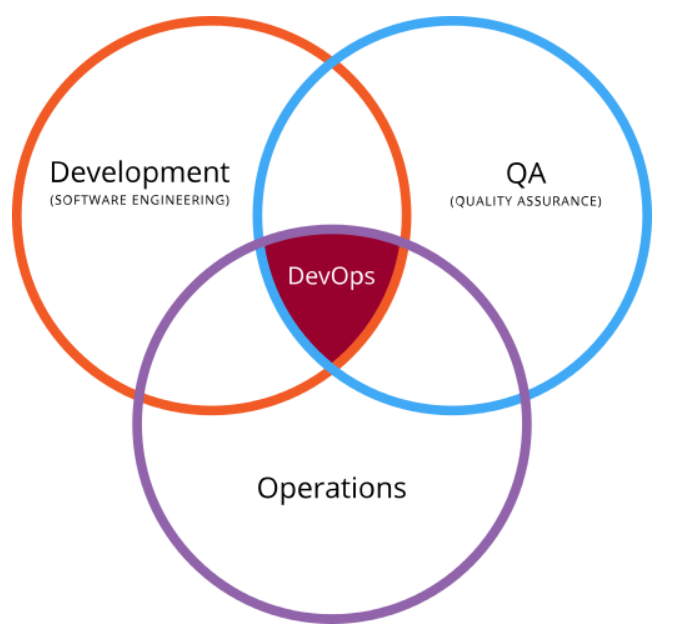 Development
(SOFTWARE ENGINEERING)
QA
(QUALITY ASSURANCE)
DevOps
Operations